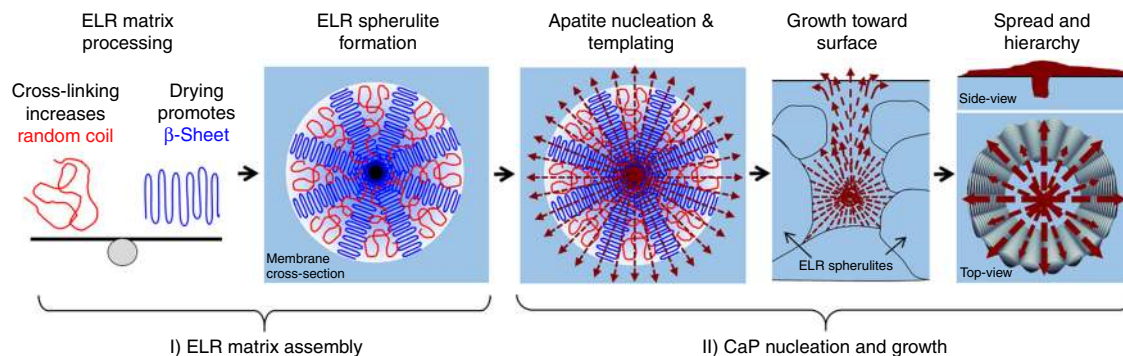 ELR matrix
processing
ELR spherulite
formation
Apatite nucleation &
templating
Growth toward
surface
Spread and
hierarchy
Cross-linking
increases
random coil
Drying
promotes
β-Sheet
Membrane
cross-section
ELR spherulites
Side-view
Top-view
I) ELR matrix assembly
II) CaP nucleation and growth